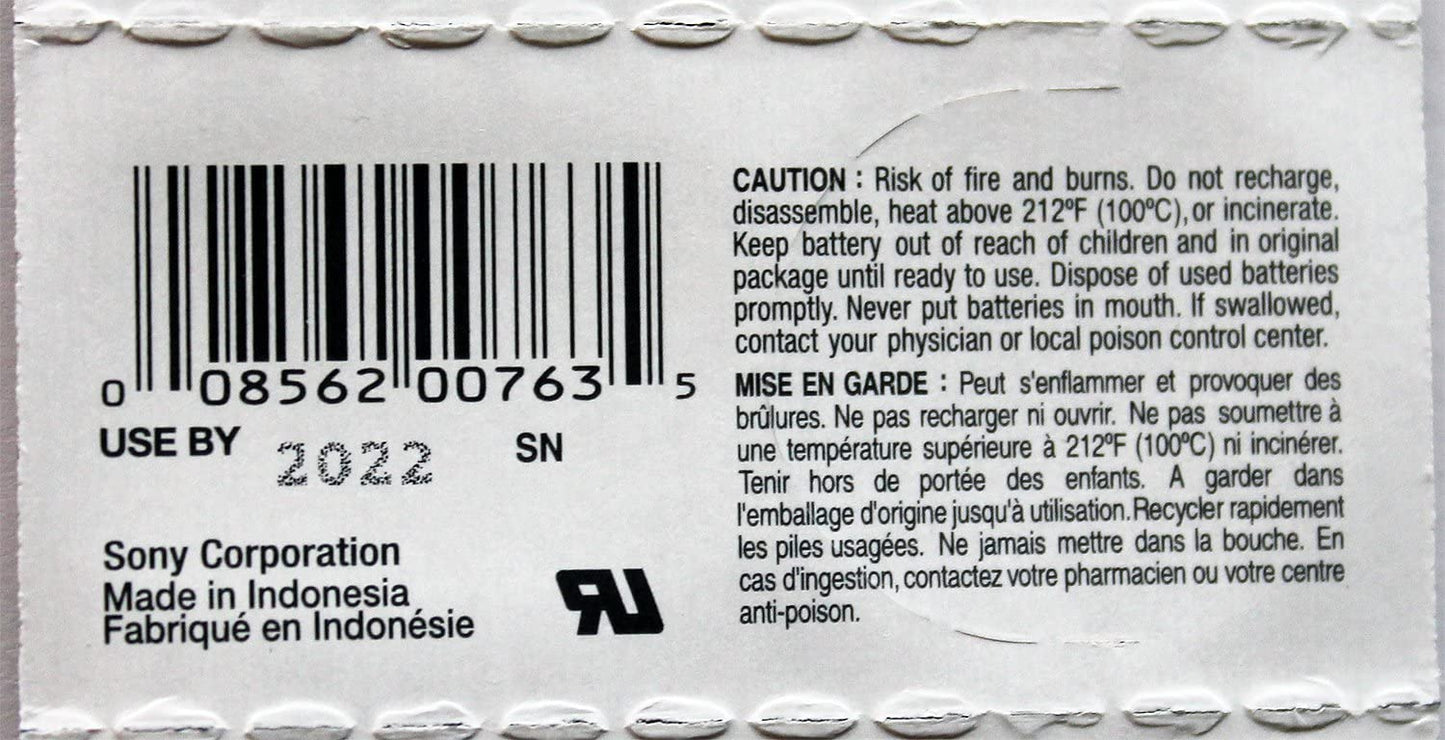 0 08562 00763 5
USE BY 2022 SN
Sony Corporation
Made in Indonesia
Fabriqué en Indonésie
CAUTION : Risk of fire and burns. Do not recharge,
disassemble, heat above 212ºF (100ºC), or incinerate.
Keep battery out of reach of children and in original
package until ready to use. Dispose of used batteries
promptly. Never put batteries in mouth. If swallowed,
contact your physician or local poison control center.
MISE EN GARDE : Peut s'enflammer et provoquer des
brûlures. Ne pas recharger ni ouvrir. Ne pas soumettre à
une température supérieure à 212ºF (100ºC) ni incinérer.
Tenir hors de portée des enfants. A garder dans
l'emballage d'origine jusqu'à utilisation. Recycler rapidement
les piles usagées. Ne jamais mettre dans la bouche. En
cas d'ingestion, contactez votre pharmacien ou votre centre
anti-poison.